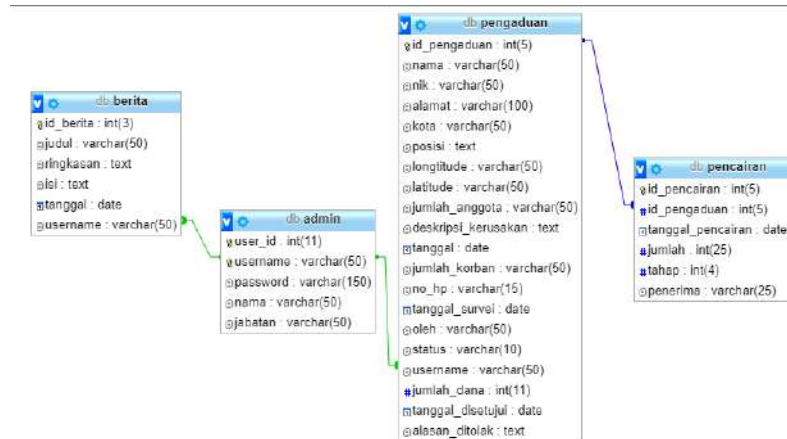 db berita
id_berita : int(3)
judul : varchar(50)
ringkasan : text
isi : text
tanggal : date
username : varchar(50)
db admin
user_id : int(11)
username : varchar(50)
password : varchar(150)
nama : varchar(50)
jabatan : varchar(50)
db pengaduan
id_pengaduan : int(5)
nama : varchar(50)
nik : varchar(50)
alamat : varchar(100)
kota : varchar(50)
posisi : text
longtitude : varchar(50)
latitude : varchar(50)
jumlah_anggota : varchar(50)
deskripsi_kerusakan : text
tanggal : date
jumlah_korban : varchar(50)
no_hp : varchar(15)
tanggal_survei : date
oleh : varchar(50)
status : varchar(10)
username : varchar(50)
#jumlah_dana : int(11)
tanggal_disetujui : date
alasan_ditolak : text
db pencairan
id_pencairan : int(5)
#id_pengaduan : int(5)
tanggal_pencairan : date
#jumlah : int(25)
#tahap : int(4)
penerima : varchar(25)